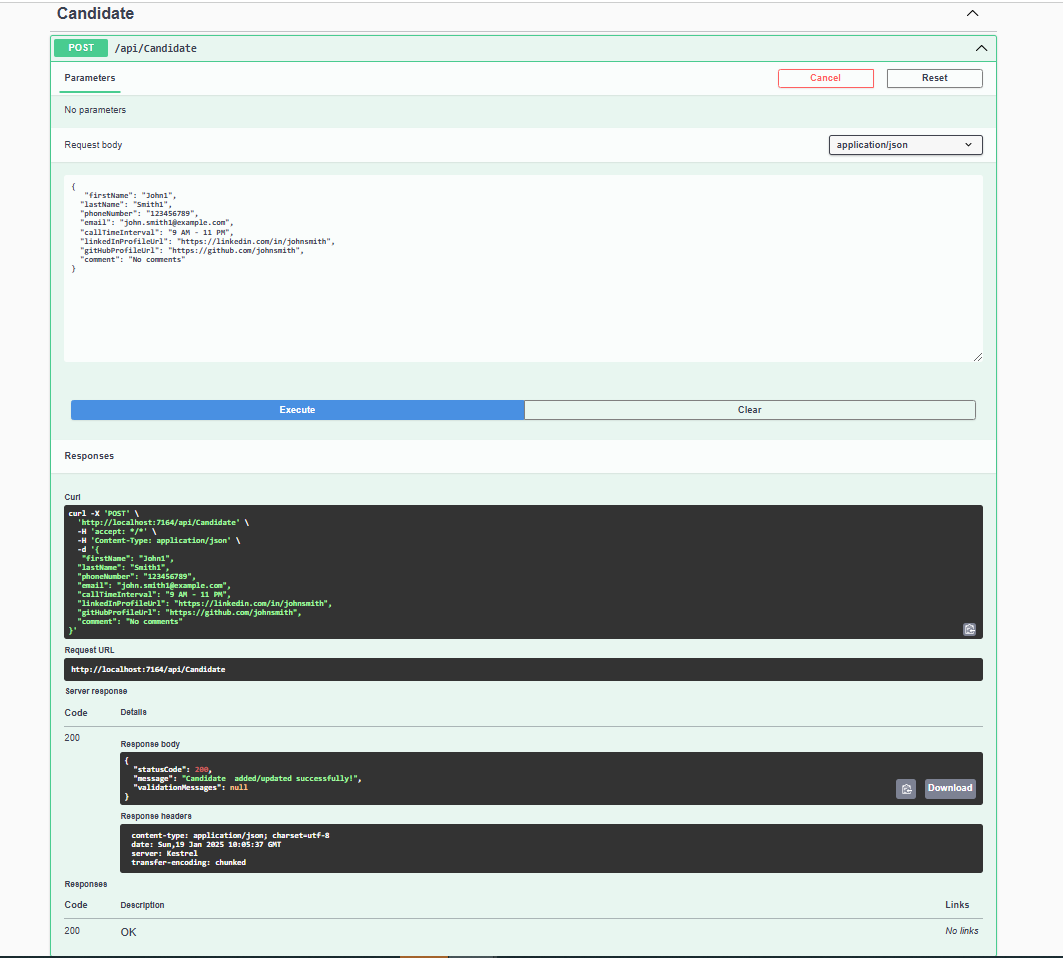 Candidate
POST /api/Candidate
Parameters Cancel Reset
No parameters
Request body application/json
{
"firstName": "John1",
"lastName": "Smith1",
"phoneNumber": "123456789",
"email": "john.smith1@example.com",
"callTimeInterval": "9 AM - 11 PM",
"linkedInProfileUrl": "https://linkedin.com/in/johnsmith",
"gitHubProfileUrl": "https://github.com/johnsmith",
"comment": "No comments"
}
Execute Clear
Responses
Curl
curl -X 'POST' \
'http://localhost:7164/api/Candidate' \
-H 'accept: */*' \
-H 'Content-Type: application/json' \
-d '{
"firstName": "John1",
"lastName": "Smith1",
"phoneNumber": "123456789",
"email": "john.smith1@example.com",
"callTimeInterval": "9 AM - 11 PM",
"linkedInProfileUrl": "https://linkedin.com/in/johnsmith",
"gitHubProfileUrl": "https://github.com/johnsmith",
"comment": "No comments"
}'
Request URL
http://localhost:7164/api/Candidate
Server response
Code Details
200
Response body
{
"statusCode": 200,
"message": "Candidate  added/updated successfully!",
"validationMessages": null
}
Download
Response headers
content-type: application/json; charset=utf-8
date: Sun,19 Jan 2025 10:05:37 GMT
server: Kestrel
transfer-encoding: chunked
Responses
Code Description Links
200 OK No links